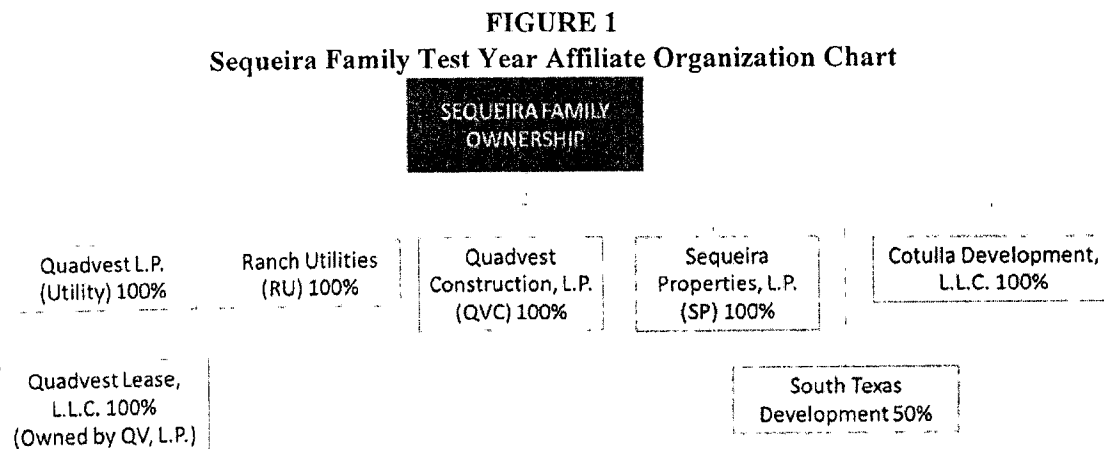 FIGURE 1
Sequeira Family Test Year Affiliate Organization Chart
SEQUEIRA FAMILY
OWNERSHIP
Quadvest L.P.
(Utility) 100%
Ranch Utilities
(RU) 100%
Quadvest
Construction, L.P.
(QVC) 100%
Sequeira
Properties, L.P.
(SP) 100%
Cotulla Development,
L.L.C. 100%
Quadvest Lease,
L.L.C. 100%
(Owned by QV, L.P.)
South Texas
Development 50%